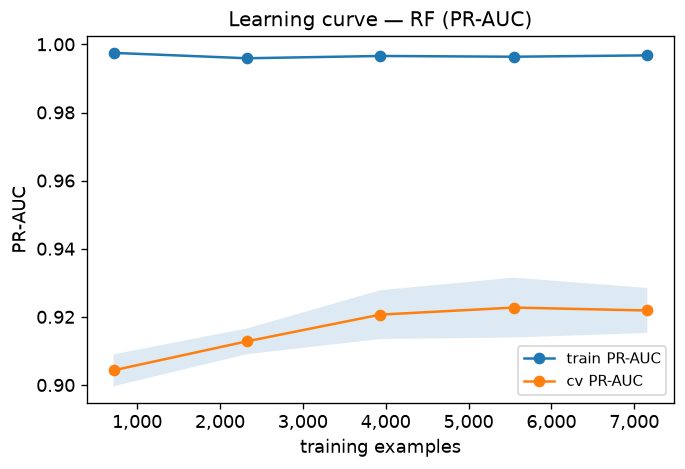 Learning curve — RF (PR-AUC)
1.00
0.98
0.96
0.94
0.92
0.90
PR-AUC
train PR-AUC
cv PR-AUC
1,000 2,000 3,000 4,000 5,000 6,000 7,000
training examples